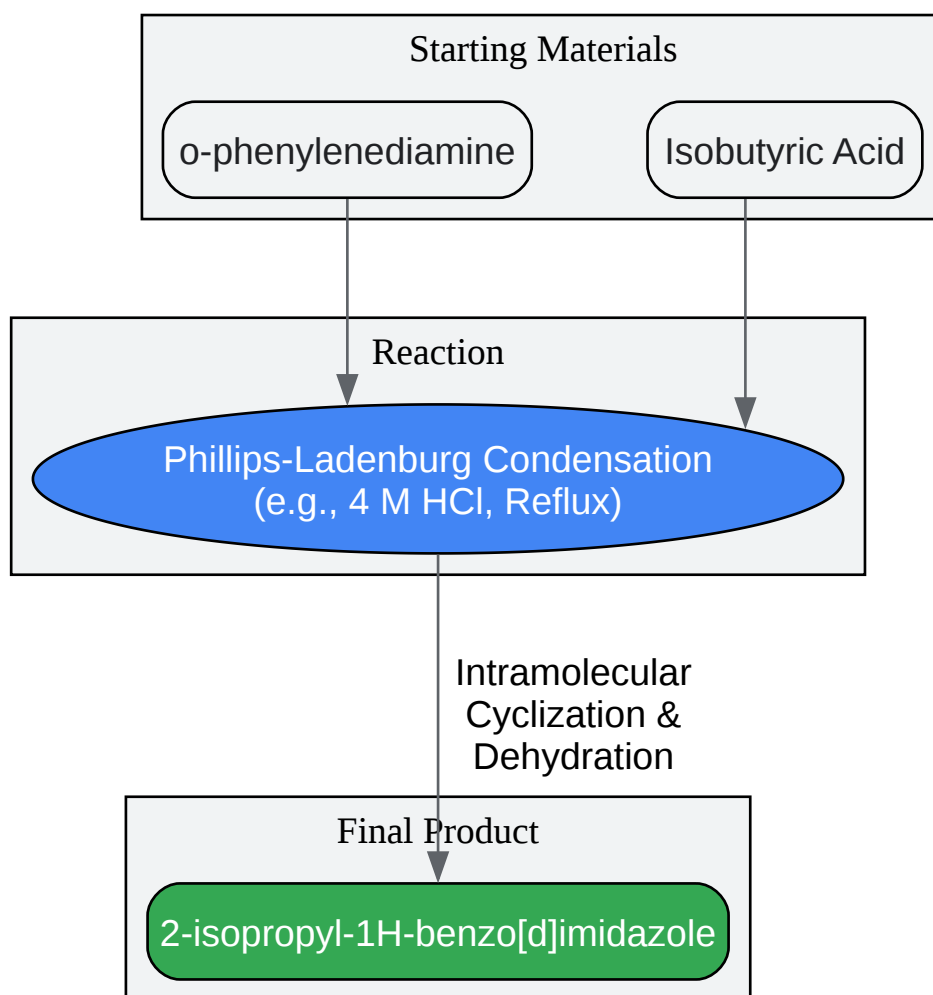 Starting Materials
o-phenylenediamine
Isobutyric Acid
Reaction
Phillips-Ladenburg Condensation
(e.g., 4 M HCl, Reflux)
Intramolecular
Cyclization &
Dehydration
Final Product
2-isopropyl-1H-benzo[d]imidazole